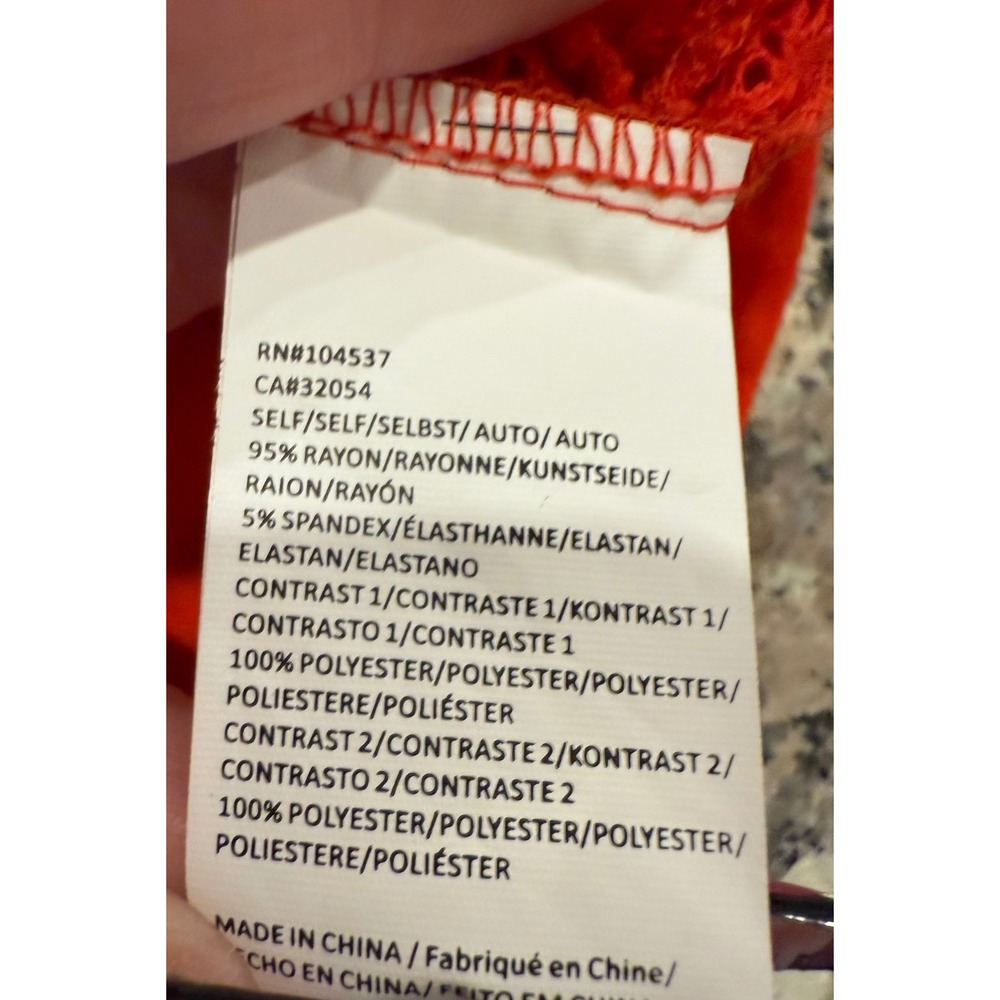 RN#104537
CA#32054
SELF/SELF/SELBST/ AUTO/ AUTO
95% RAYON/RAYONNE/KUNSTSEIDE/
RAION/RAYÓN
5% SPANDEX/ÉLASTHANNE/ELASTAN/
ELASTAN/ELASTANO
CONTRAST 1/CONTRASTE 1/KONTRAST 1/
CONTRASTO 1/CONTRASTE 1
100% POLYESTER/POLYESTER/POLYESTER/
POLIESTERE/POLIÉSTER
CONTRAST 2/CONTRASTE 2/KONTRAST 2/
CONTRASTO 2/CONTRASTE 2
100% POLYESTER/POLYESTER/POLYESTER/
POLIESTERE/POLIÉSTER
MADE IN CHINA / Fabriqué en Chine/
EN CHINA/